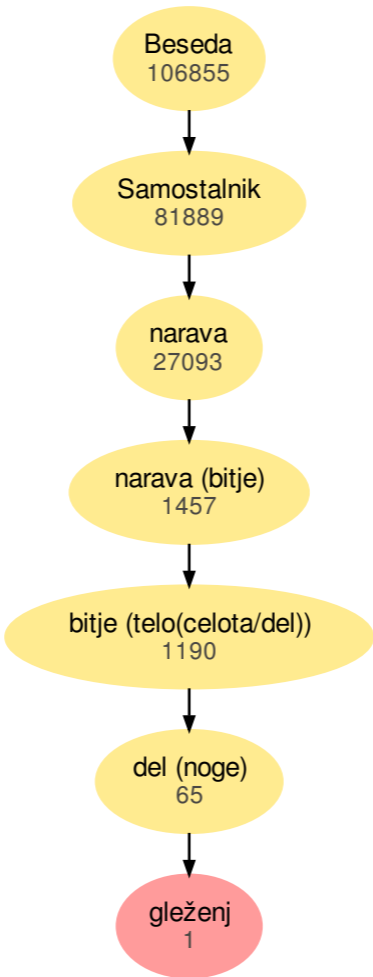 Beseda
106855
Samostalnik
81889
narava
27093
narava (bitje)
1457
bitje (telo(celota/del))
1190
del (noge)
65
gleženj
1